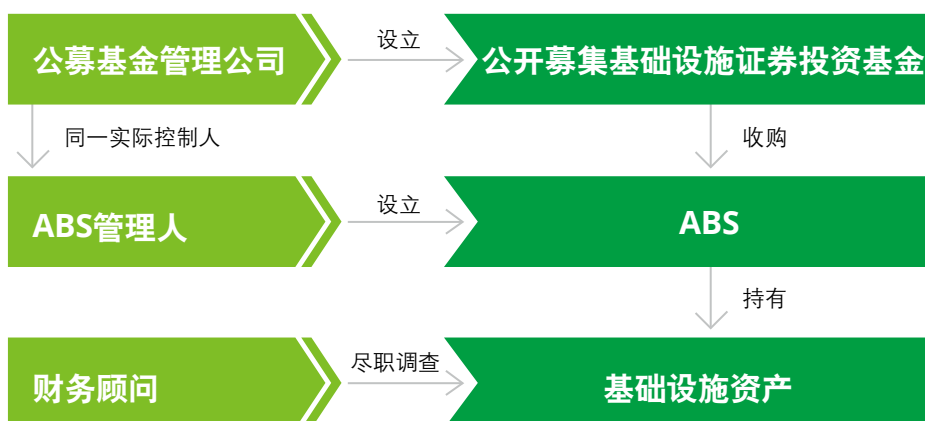 公募基金管理公司
设立
公开募集基础设施证券投资基金
同一实际控制人
收购
ABS管理人
设立
ABS
持有
财务顾问
尽职调查
基础设施资产